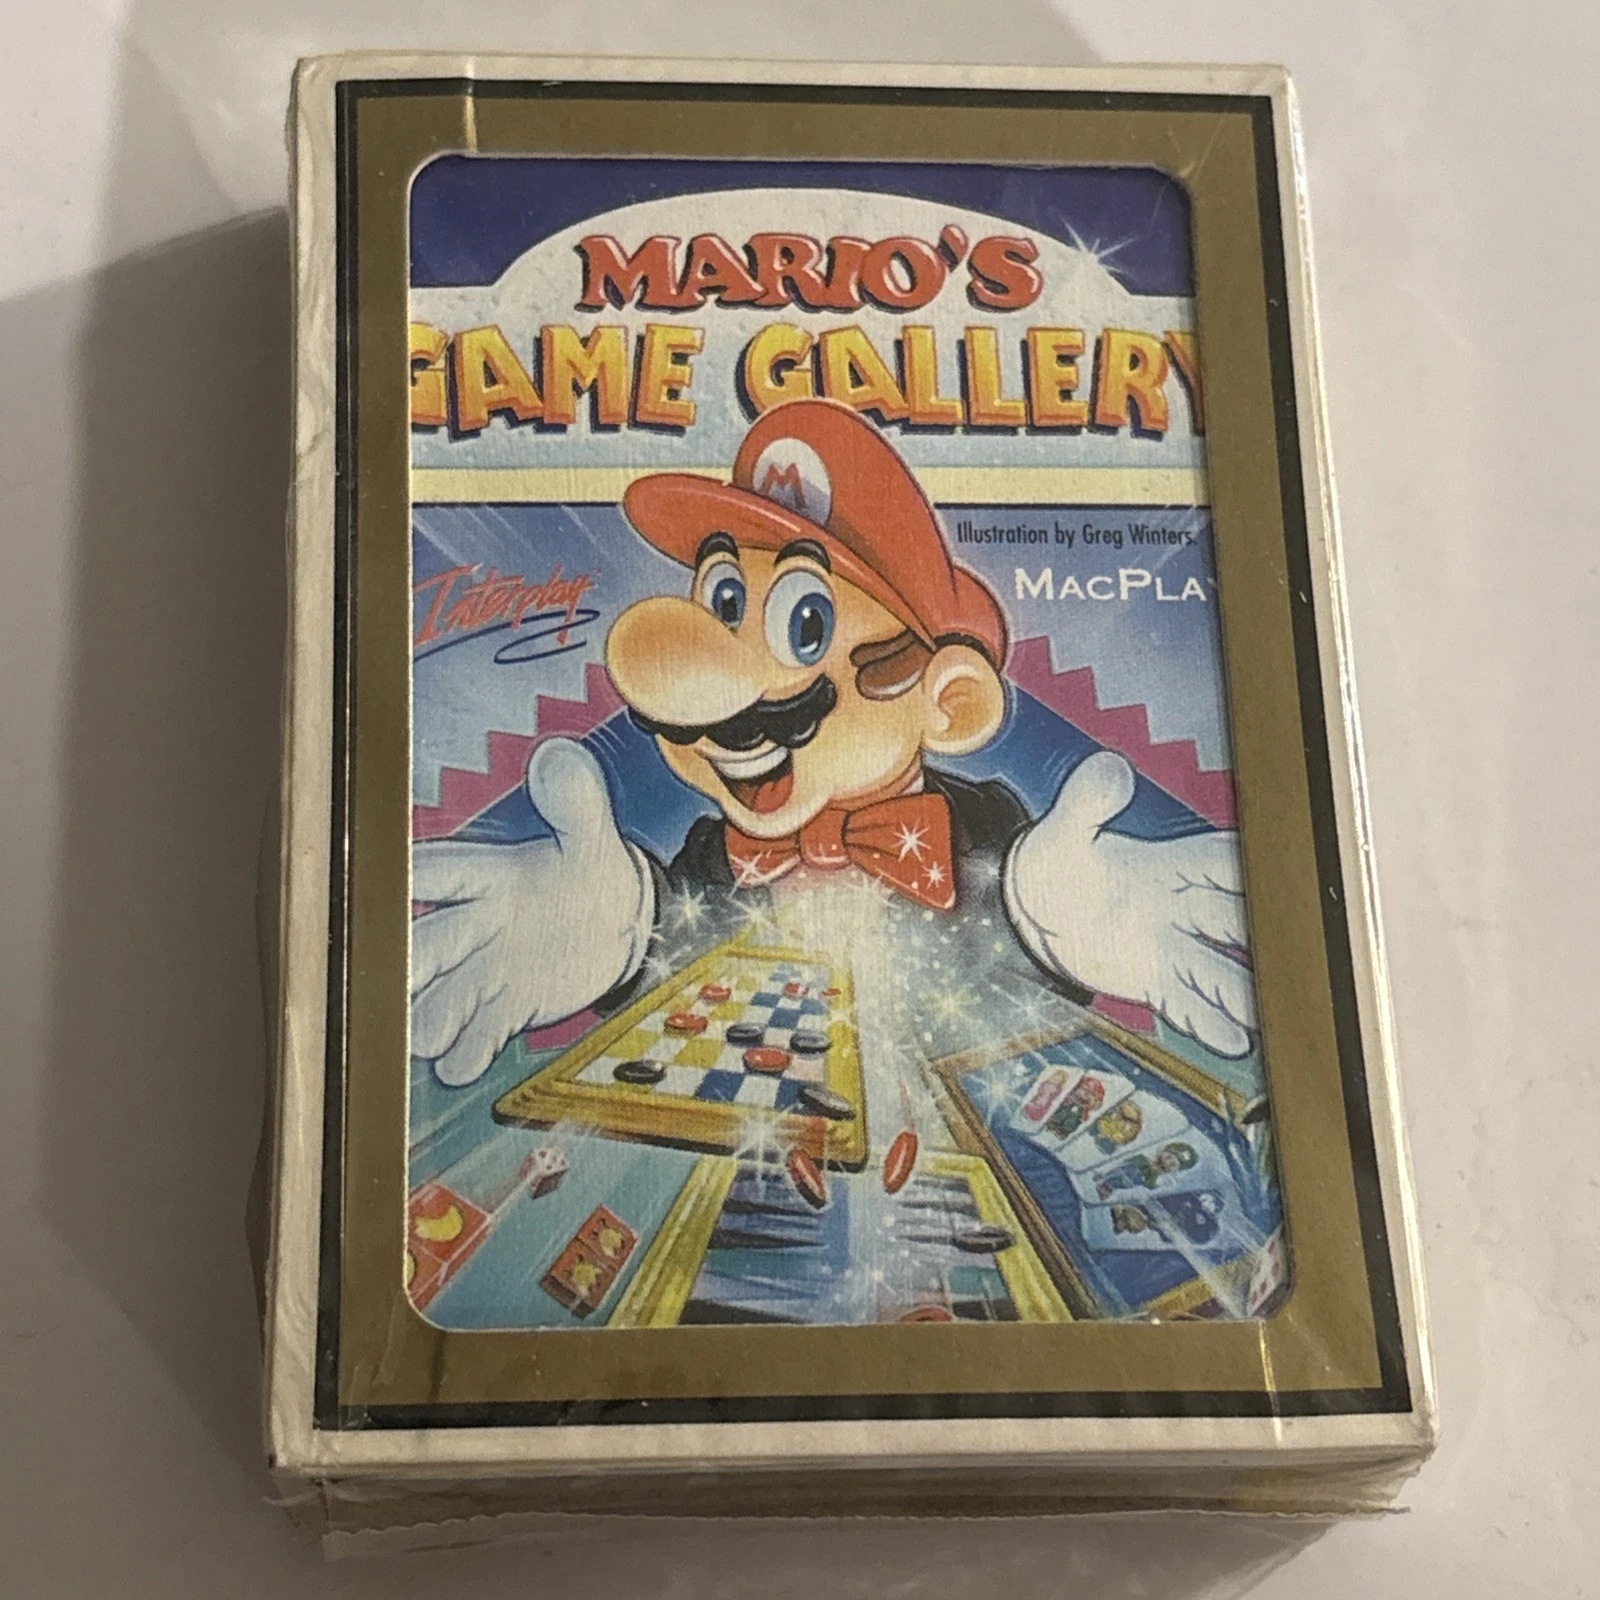 MARIO'S
GAME GALLERY
M
Illustration by Greg Winters.
Interplay
MACPLA